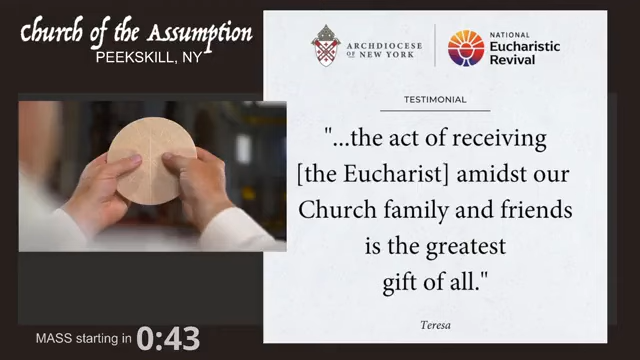 Church of the Assumption
PEEKSKILL, NY
ARCHDIOCESE
OF NEW YORK
NATIONAL
Eucharistic
Revival
TESTIMONIAL
"...the act of receiving
[the Eucharist] amidst our
Church family and friends
is the greatest
gift of all."
Teresa
MASS starting in 0:43